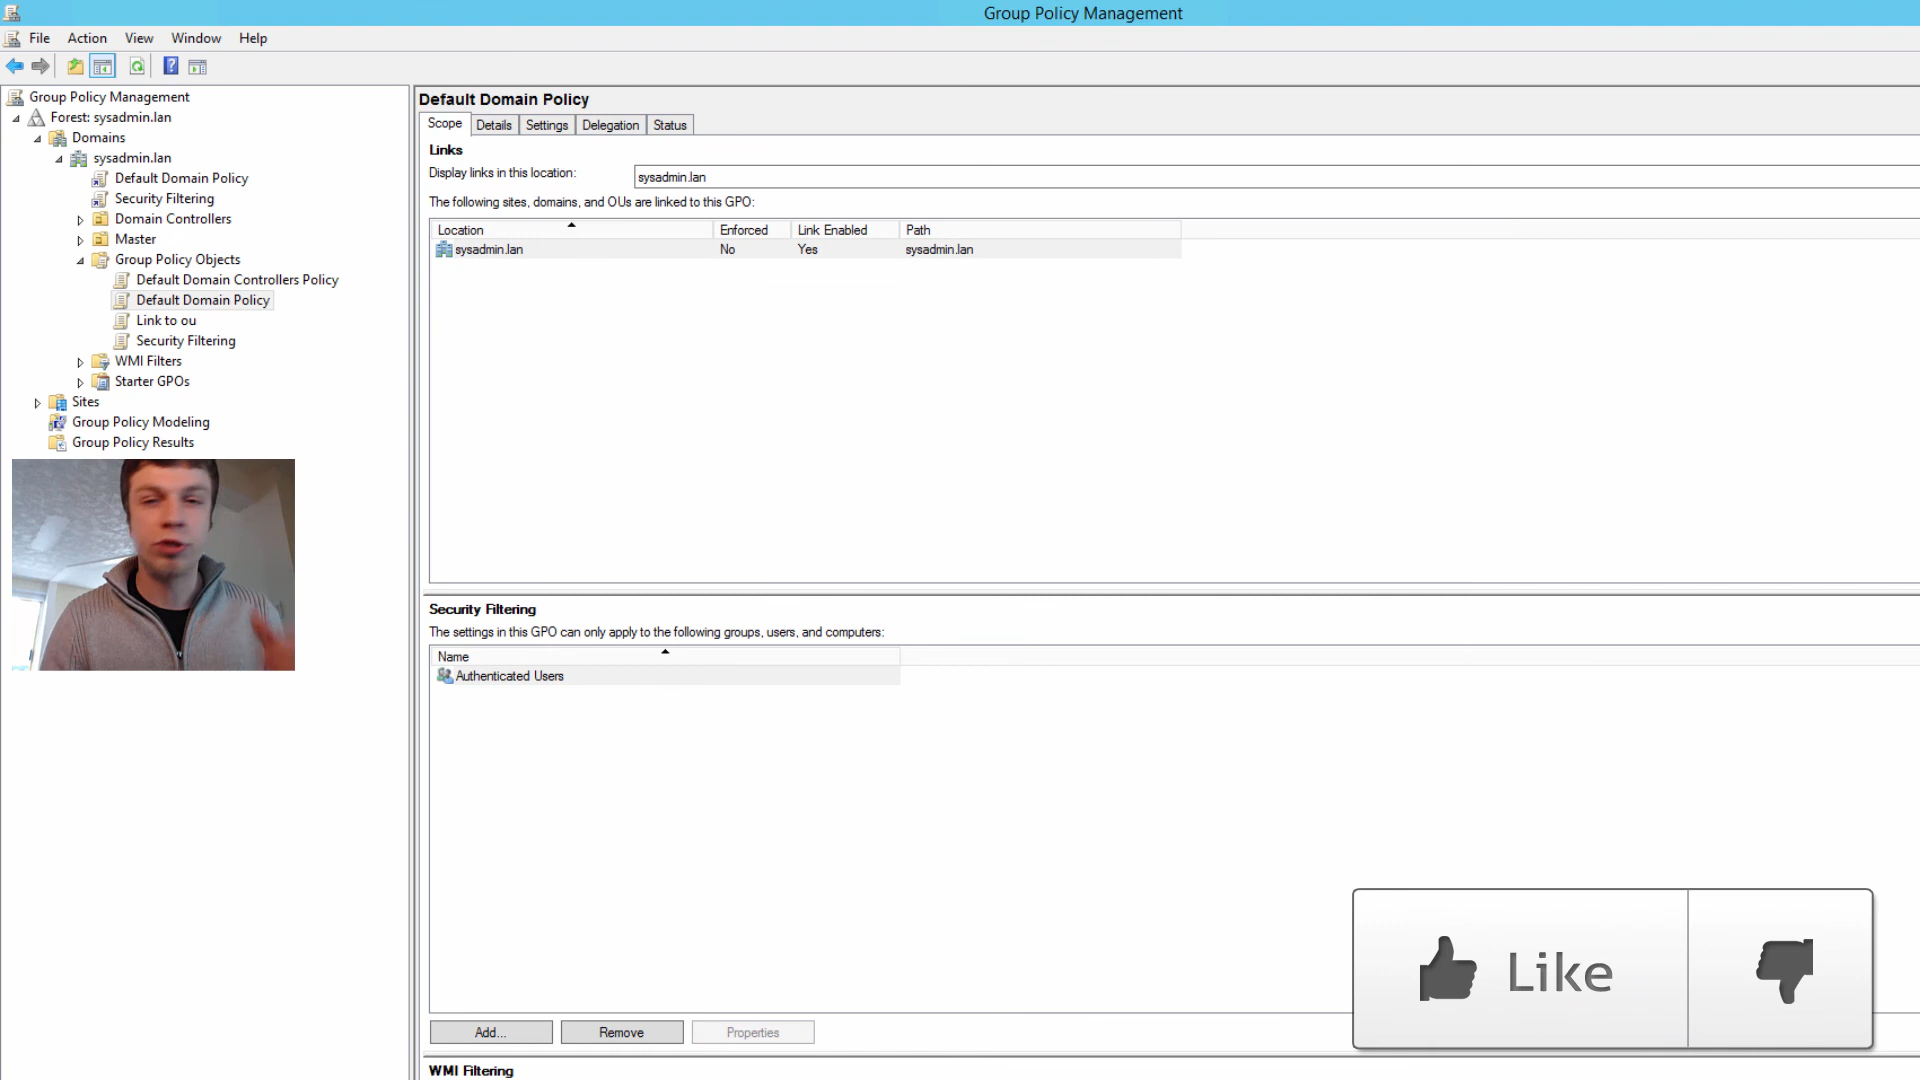 Group Policy Management
File Action View Window Help
Group Policy Management
Forest: sysadmin.lan
Domains
sysadmin.lan
Default Domain Policy
Security Filtering
Domain Controllers
Master
Group Policy Objects
Default Domain Controllers Policy
Default Domain Policy
Link to ou
Security Filtering
WMI Filters
Starter GPOs
Sites
Group Policy Modeling
Group Policy Results
Default Domain Policy
Scope Details Settings Delegation Status
Links
Display links in this location: sysadmin.lan
The following sites, domains, and OUs are linked to this GPO:
Location Enforced Link Enabled Path
sysadmin.lan No Yes sysadmin.lan
Security Filtering
The settings in this GPO can only apply to the following groups, users, and computers:
Name
Authenticated Users
Add... Remove Properties
WMI Filtering
Like